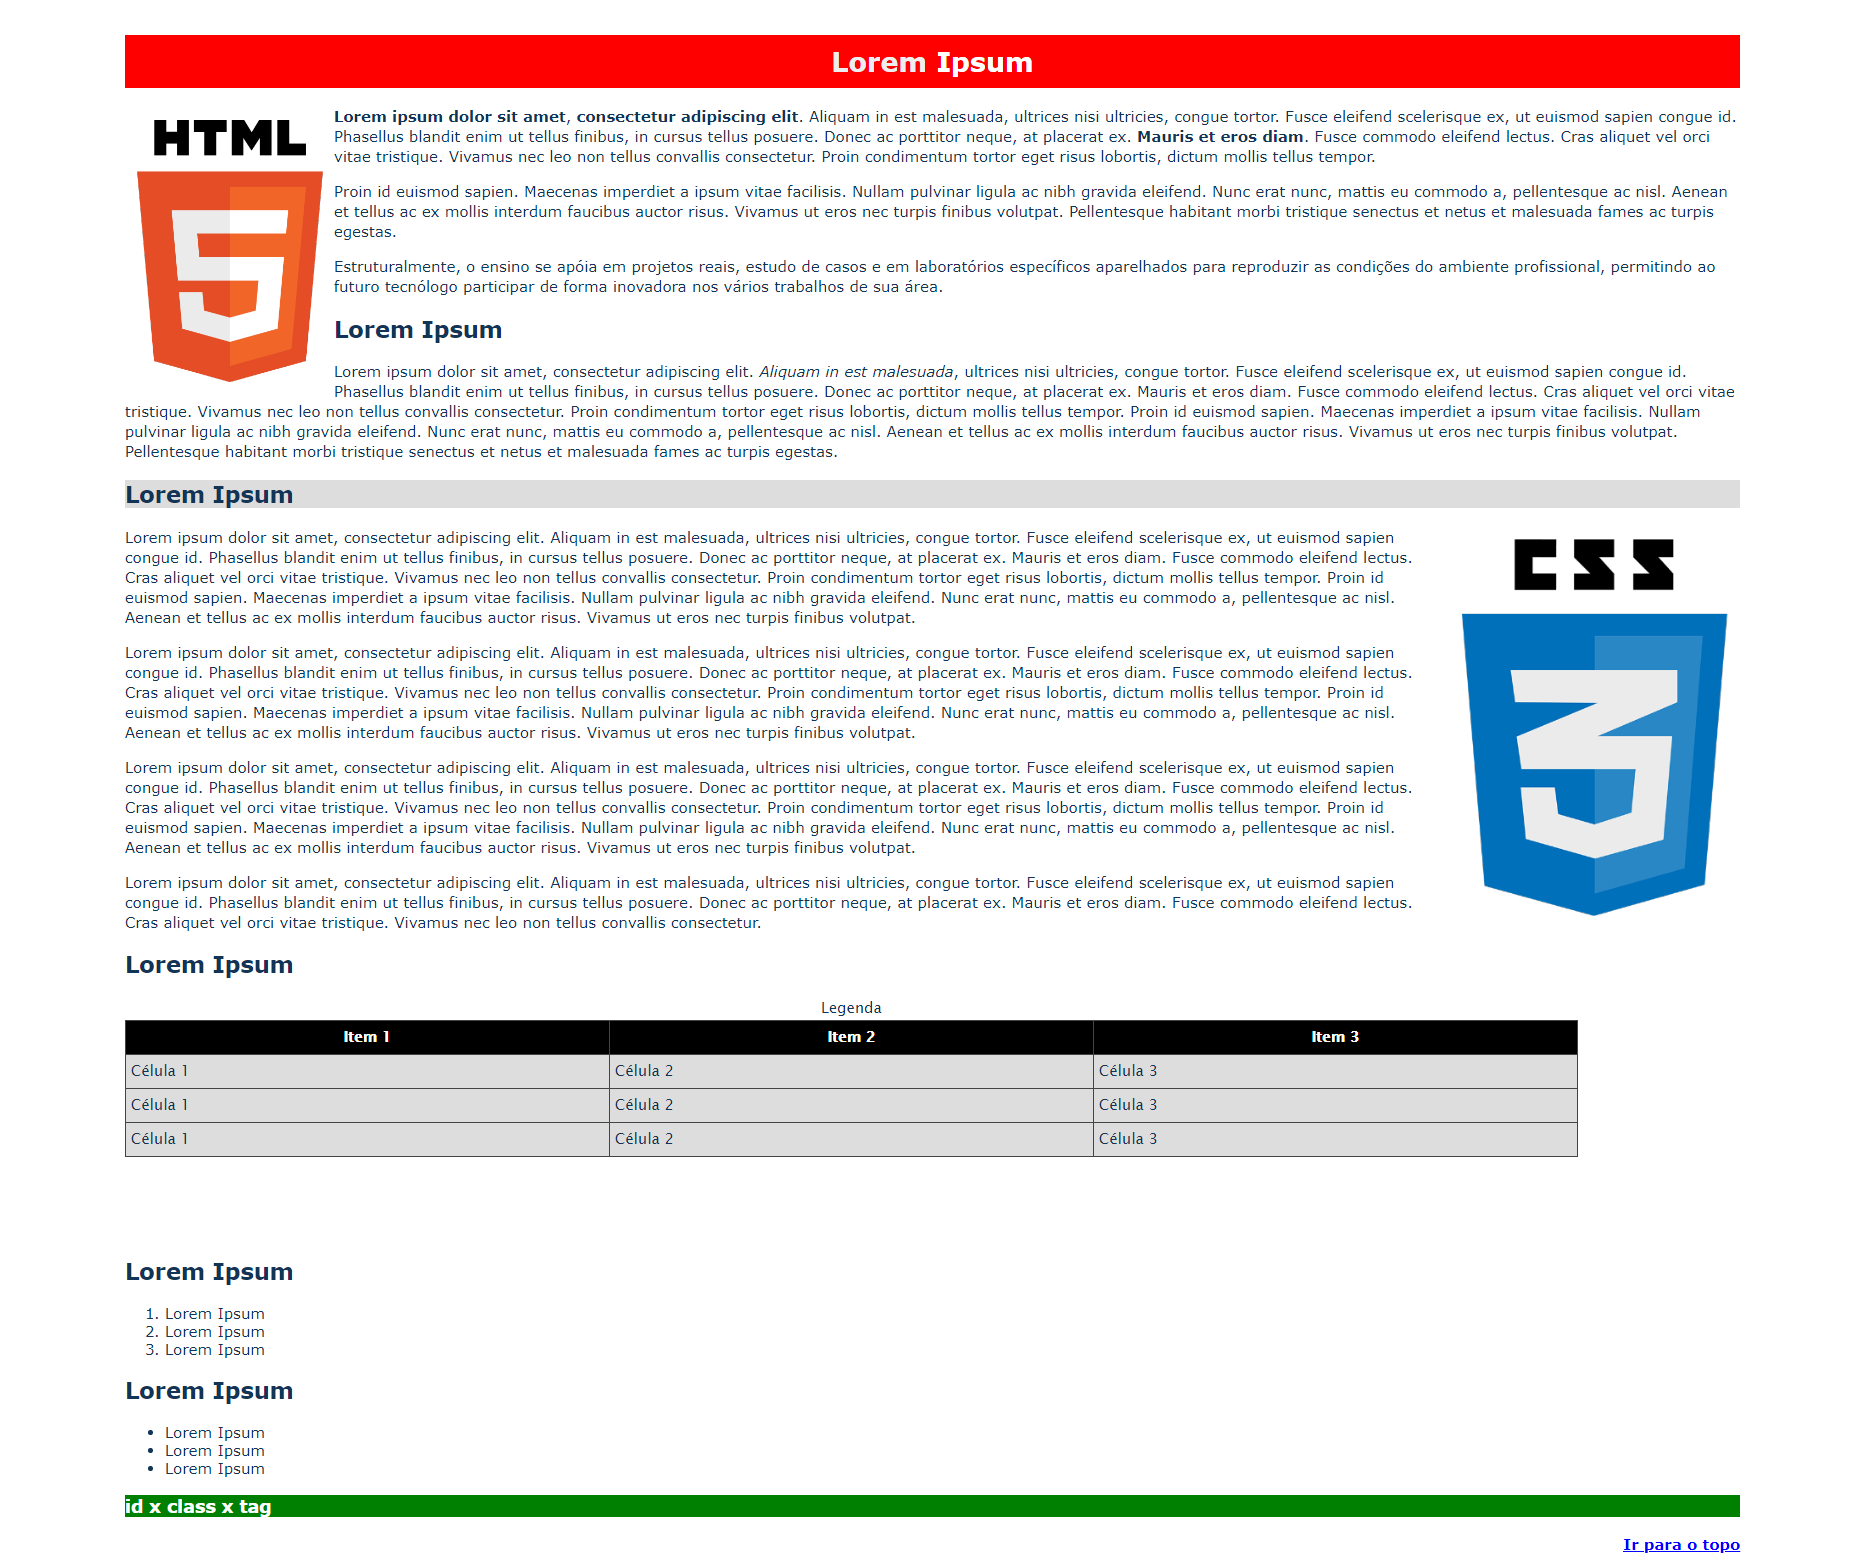 Lorem Ipsum
HTML
5
Lorem ipsum dolor sit amet, consectetur adipiscing elit. Aliquam in est malesuada, ultrices nisi ultricies, congue tortor. Fusce eleifend scelerisque ex, ut euismod sapien congue id.
Phasellus blandit enim ut tellus finibus, in cursus tellus posuere. Donec ac porttitor neque, at placerat ex. Mauris et eros diam. Fusce commodo eleifend lectus. Cras aliquet vel orci
vitae tristique. Vivamus nec leo non tellus convallis consectetur. Proin condimentum tortor eget risus lobortis, dictum mollis tellus tempor.
Proin id euismod sapien. Maecenas imperdiet a ipsum vitae facilisis. Nullam pulvinar ligula ac nibh gravida eleifend. Nunc erat nunc, mattis eu commodo a, pellentesque ac nisl. Aenean
et tellus ac ex mollis interdum faucibus auctor risus. Vivamus ut eros nec turpis finibus volutpat. Pellentesque habitant morbi tristique senectus et netus et malesuada fames ac turpis
egestas.
Estruturalmente, o ensino se apóia em projetos reais, estudo de casos e em laboratórios específicos aparelhados para reproduzir as condições do ambiente profissional, permitindo ao
futuro tecnólogo participar de forma inovadora nos vários trabalhos de sua área.
Lorem Ipsum
Lorem ipsum dolor sit amet, consectetur adipiscing elit. Aliquam in est malesuada, ultrices nisi ultricies, congue tortor. Fusce eleifend scelerisque ex, ut euismod sapien congue id.
Phasellus blandit enim ut tellus finibus, in cursus tellus posuere. Donec ac porttitor neque, at placerat ex. Mauris et eros diam. Fusce commodo eleifend lectus. Cras aliquet vel orci vitae
tristique. Vivamus nec leo non tellus convallis consectetur. Proin condimentum tortor eget risus lobortis, dictum mollis tellus tempor. Proin id euismod sapien. Maecenas imperdiet a ipsum vitae facilisis. Nullam
pulvinar ligula ac nibh gravida eleifend. Nunc erat nunc, mattis eu commodo a, pellentesque ac nisl. Aenean et tellus ac ex mollis interdum faucibus auctor risus. Vivamus ut eros nec turpis finibus volutpat.
Pellentesque habitant morbi tristique senectus et netus et malesuada fames ac turpis egestas.
Lorem Ipsum
Lorem ipsum dolor sit amet, consectetur adipiscing elit. Aliquam in est malesuada, ultrices nisi ultricies, congue tortor. Fusce eleifend scelerisque ex, ut euismod sapien
congue id. Phasellus blandit enim ut tellus finibus, in cursus tellus posuere. Donec ac porttitor neque, at placerat ex. Mauris et eros diam. Fusce commodo eleifend lectus.
Cras aliquet vel orci vitae tristique. Vivamus nec leo non tellus convallis consectetur. Proin condimentum tortor eget risus lobortis, dictum mollis tellus tempor. Proin id
euismod sapien. Maecenas imperdiet a ipsum vitae facilisis. Nullam pulvinar ligula ac nibh gravida eleifend. Nunc erat nunc, mattis eu commodo a, pellentesque ac nisl.
Aenean et tellus ac ex mollis interdum faucibus auctor risus. Vivamus ut eros nec turpis finibus volutpat.
Lorem ipsum dolor sit amet, consectetur adipiscing elit. Aliquam in est malesuada, ultrices nisi ultricies, congue tortor. Fusce eleifend scelerisque ex, ut euismod sapien
congue id. Phasellus blandit enim ut tellus finibus, in cursus tellus posuere. Donec ac porttitor neque, at placerat ex. Mauris et eros diam. Fusce commodo eleifend lectus.
Cras aliquet vel orci vitae tristique. Vivamus nec leo non tellus convallis consectetur. Proin condimentum tortor eget risus lobortis, dictum mollis tellus tempor. Proin id
euismod sapien. Maecenas imperdiet a ipsum vitae facilisis. Nullam pulvinar ligula ac nibh gravida eleifend. Nunc erat nunc, mattis eu commodo a, pellentesque ac nisl.
Aenean et tellus ac ex mollis interdum faucibus auctor risus. Vivamus ut eros nec turpis finibus volutpat.
Lorem ipsum dolor sit amet, consectetur adipiscing elit. Aliquam in est malesuada, ultrices nisi ultricies, congue tortor. Fusce eleifend scelerisque ex, ut euismod sapien
congue id. Phasellus blandit enim ut tellus finibus, in cursus tellus posuere. Donec ac porttitor neque, at placerat ex. Mauris et eros diam. Fusce commodo eleifend lectus.
Cras aliquet vel orci vitae tristique. Vivamus nec leo non tellus convallis consectetur. Proin condimentum tortor eget risus lobortis, dictum mollis tellus tempor. Proin id
euismod sapien. Maecenas imperdiet a ipsum vitae facilisis. Nullam pulvinar ligula ac nibh gravida eleifend. Nunc erat nunc, mattis eu commodo a, pellentesque ac nisl.
Aenean et tellus ac ex mollis interdum faucibus auctor risus. Vivamus ut eros nec turpis finibus volutpat.
Lorem ipsum dolor sit amet, consectetur adipiscing elit. Aliquam in est malesuada, ultrices nisi ultricies, congue tortor. Fusce eleifend scelerisque ex, ut euismod sapien
congue id. Phasellus blandit enim ut tellus finibus, in cursus tellus posuere. Donec ac porttitor neque, at placerat ex. Mauris et eros diam. Fusce commodo eleifend lectus.
Cras aliquet vel orci vitae tristique. Vivamus nec leo non tellus convallis consectetur.
CSS
3
Lorem Ipsum
Legenda
Item 1 Item 2 Item 3
Célula 1 Célula 2 Célula 3
Célula 1 Célula 2 Célula 3
Célula 1 Célula 2 Célula 3
Lorem Ipsum
1. Lorem Ipsum
2. Lorem Ipsum
3. Lorem Ipsum
Lorem Ipsum
• Lorem Ipsum
• Lorem Ipsum
• Lorem Ipsum
id x class x tag
Ir para o topo